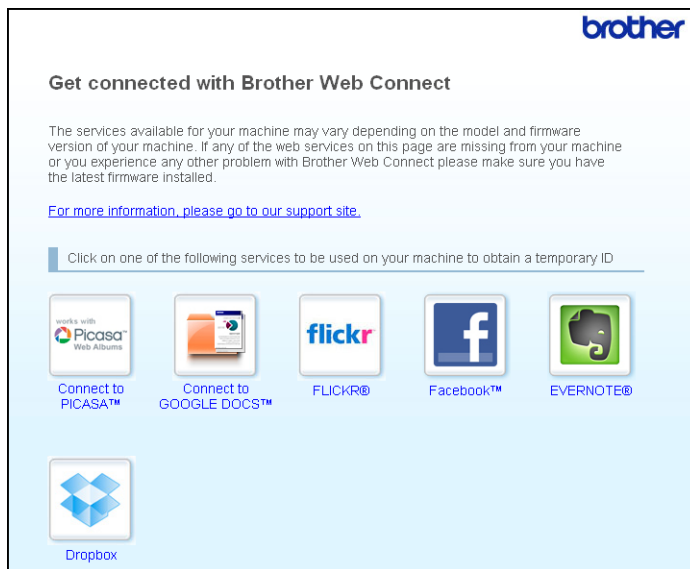 brother
Get connected with Brother Web Connect
The services available for your machine may vary depending on the model and firmware
version of your machine. If any of the web services on this page are missing from your machine
or you experience any other problem with Brother Web Connect please make sure you have
the latest firmware installed.
For more information, please go to our support site.
Click on one of the following services to be used on your machine to obtain a temporary ID
works with
Picasa™
Web Albums
flickr
f
Connect to
PICASA™
Connect to
GOOGLE DOCS™
FLICKR®
Facebook™
EVERNOTE®
Dropbox